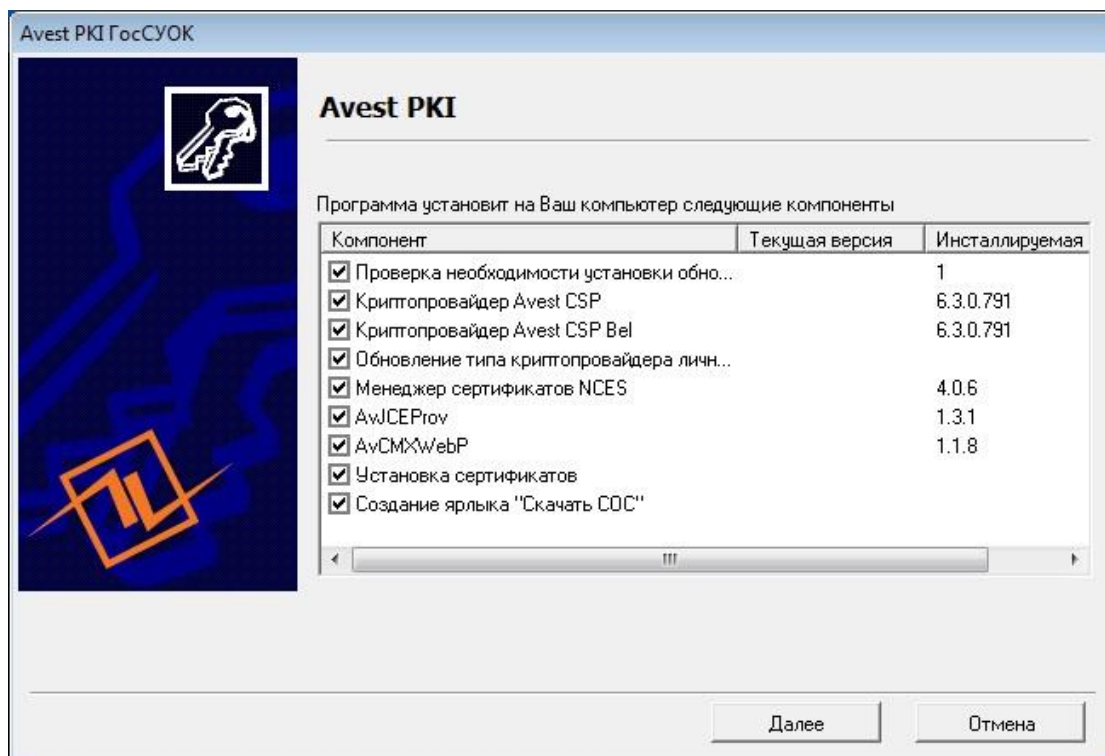 Avest PKI ГосСУОК
Avest PKI
Программа установит на Ваш компьютер следующие компоненты
Компонент Текущая версия Инсталлируемая
Проверка необходимости установки обно... 1
Криптопровайдер Avest CSP 6.3.0.791
Криптопровайдер Avest CSP Bel 6.3.0.791
Обновление типа криптопровайдера личн...
Менеджер сертификатов NCES 4.0.6
AvJCEProv 1.3.1
AvCMXWebP 1.1.8
Установка сертификатов
Создание ярлыка "Скачать СОС"
Далее Отмена